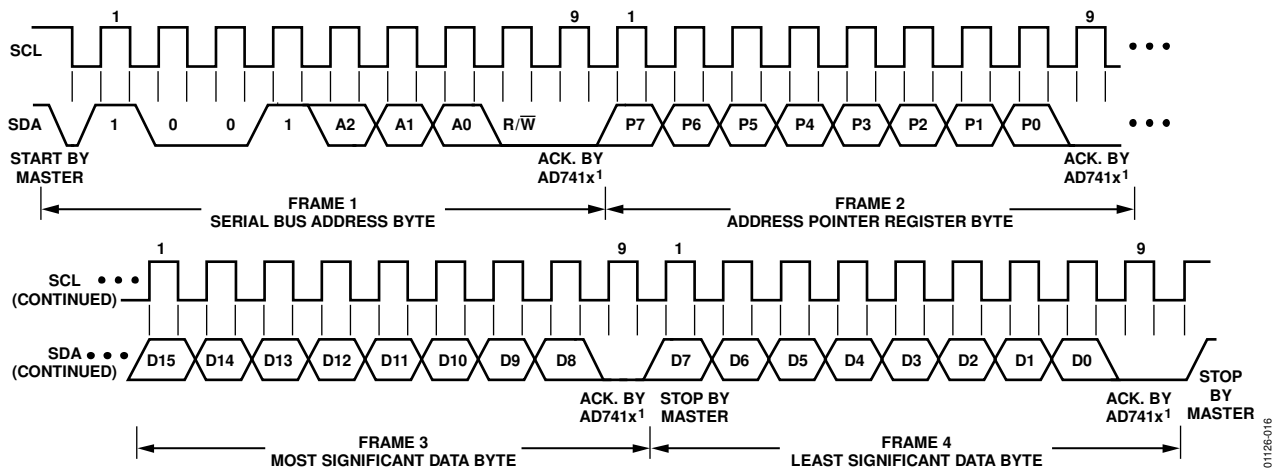 1 9 1 9
SCL
SDA 1 0 0 1 A2 A1 A0 R/W̅ P7 P6 P5 P4 P3 P2 P1 P0
START BY MASTER
ACK. BY AD741x1
ACK. BY AD741x1
FRAME 1
SERIAL BUS ADDRESS BYTE
FRAME 2
ADDRESS POINTER REGISTER BYTE
1 9 1 9
SCL
(CONTINUED)
SDA
(CONTINUED)
D15 D14 D13 D12 D11 D10 D9 D8 D7 D6 D5 D4 D3 D2 D1 D0
ACK. BY
AD741x1
STOP BY
MASTER
ACK. BY
AD741x1
STOP
BY
MASTER
FRAME 3
MOST SIGNIFICANT DATA BYTE
FRAME 4
LEAST SIGNIFICANT DATA BYTE
01126-016